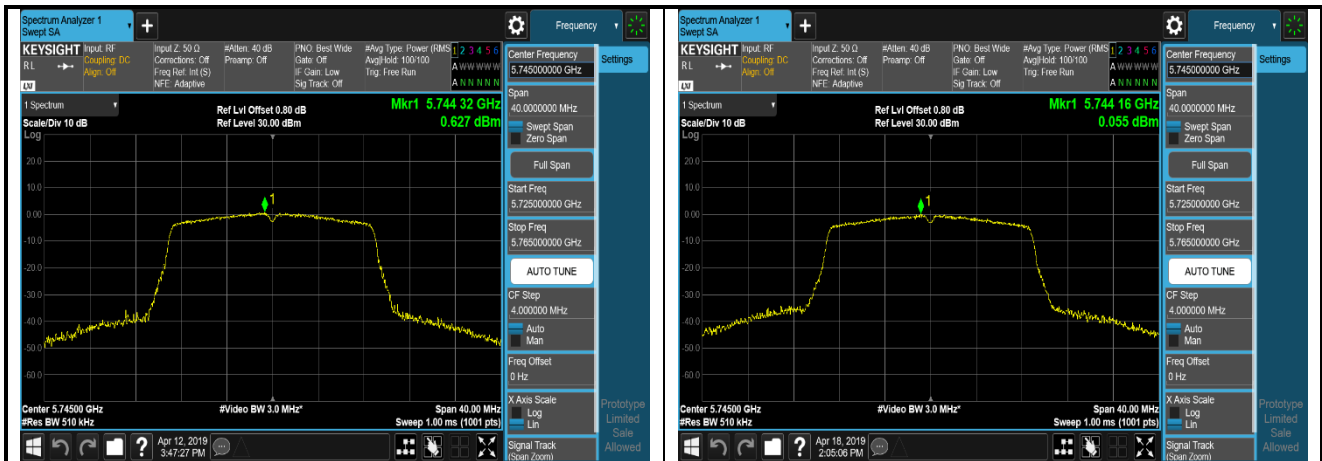 Spectrum Analyzer 1
Swept SA
+
Frequency
KEYSIGHT
RL
LXI
Input: RF
Coupling: DC
Align: Off
Input Z: 50 Ω
Corrections: Off
Freq Ref: Int (S)
NFE: Adaptive
#Atten: 40 dB
Preamp: Off
PNO: Best Wide
Gate: Off
IF Gain: Low
Sig Track: Off
#Avg Type: Power (RMS
Avg|Hold: 100/100
Trig: Free Run
1 2 3 4 5 6
A W W W W W
A N N N N N
1 Spectrum
Scale/Div 10 dB
Log
Ref Lvl Offset 0.80 dB
Ref Level 30.00 dBm
Mkr1 5.744 32 GHz
0.627 dBm
20.0
10.0
0.00
-10.0
-20.0
-30.0
-40.0
-50.0
-60.0
1
Center 5.74500 GHz
#Res BW 510 kHz
#Video BW 3.0 MHz*
Span 40.00 MHz
Sweep 1.00 ms (1001 pts)
Center Frequency
5.745000000 GHz
Span
40.0000000 MHz
Swept Span
Zero Span
Full Span
Start Freq
5.725000000 GHz
Stop Freq
5.765000000 GHz
AUTO TUNE
CF Step
4.000000 MHz
Auto
Man
Freq Offset
0 Hz
X Axis Scale
Log
Lin
Signal Track
(Span Zoom)
Settings
Prototype
Limited
Sale
Allowed
?
Apr 12, 2019
3:47:27 PM
Spectrum Analyzer 1
Swept SA
+
Frequency
KEYSIGHT
RL
LXI
Input: RF
Coupling: DC
Align: Off
Input Z: 50 Ω
Corrections: Off
Freq Ref: Int (S)
NFE: Adaptive
#Atten: 40 dB
Preamp: Off
PNO: Best Wide
Gate: Off
IF Gain: Low
Sig Track: Off
#Avg Type: Power (RMS
Avg|Hold: 100/100
Trig: Free Run
1 2 3 4 5 6
A W W W W W
A N N N N N
1 Spectrum
Scale/Div 10 dB
Log
Ref Lvl Offset 0.80 dB
Ref Level 30.00 dBm
Mkr1 5.744 16 GHz
0.055 dBm
20.0
10.0
0.00
-10.0
-20.0
-30.0
-40.0
-50.0
-60.0
1
Center 5.74500 GHz
#Res BW 510 kHz
#Video BW 3.0 MHz*
Span 40.00 MHz
Sweep 1.00 ms (1001 pts)
Center Frequency
5.745000000 GHz
Span
40.0000000 MHz
Swept Span
Zero Span
Full Span
Start Freq
5.725000000 GHz
Stop Freq
5.765000000 GHz
AUTO TUNE
CF Step
4.000000 MHz
Auto
Man
Freq Offset
0 Hz
X Axis Scale
Log
Lin
Signal Track
(Span Zoom)
Settings
Prototype
Limited
Sale
Allowed
?
Apr 18, 2019
2:05:06 PM